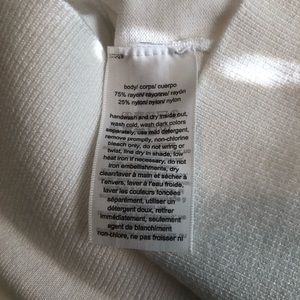 body/ corps/ cuerpo
75% rayon/ rayonne/ rayón
25% nylon/ nylon/ nylon
handwash and dry inside out,
wash cold, wash dark colors
separately, use mild detergent,
remove promptly, non-chlorine
bleach only, do not wring or
twist, line dry in shade, low
heat iron if necessary, do not
iron embellishments, dry
clean/laver à main et sécher à
l'envers, laver à l'eau froide,
laver les couleurs foncées
séparément, utiliser un
détergent doux, retirer
immédiatement, seulement
agent de blanchiment
non-chlore, ne pas froisser ni